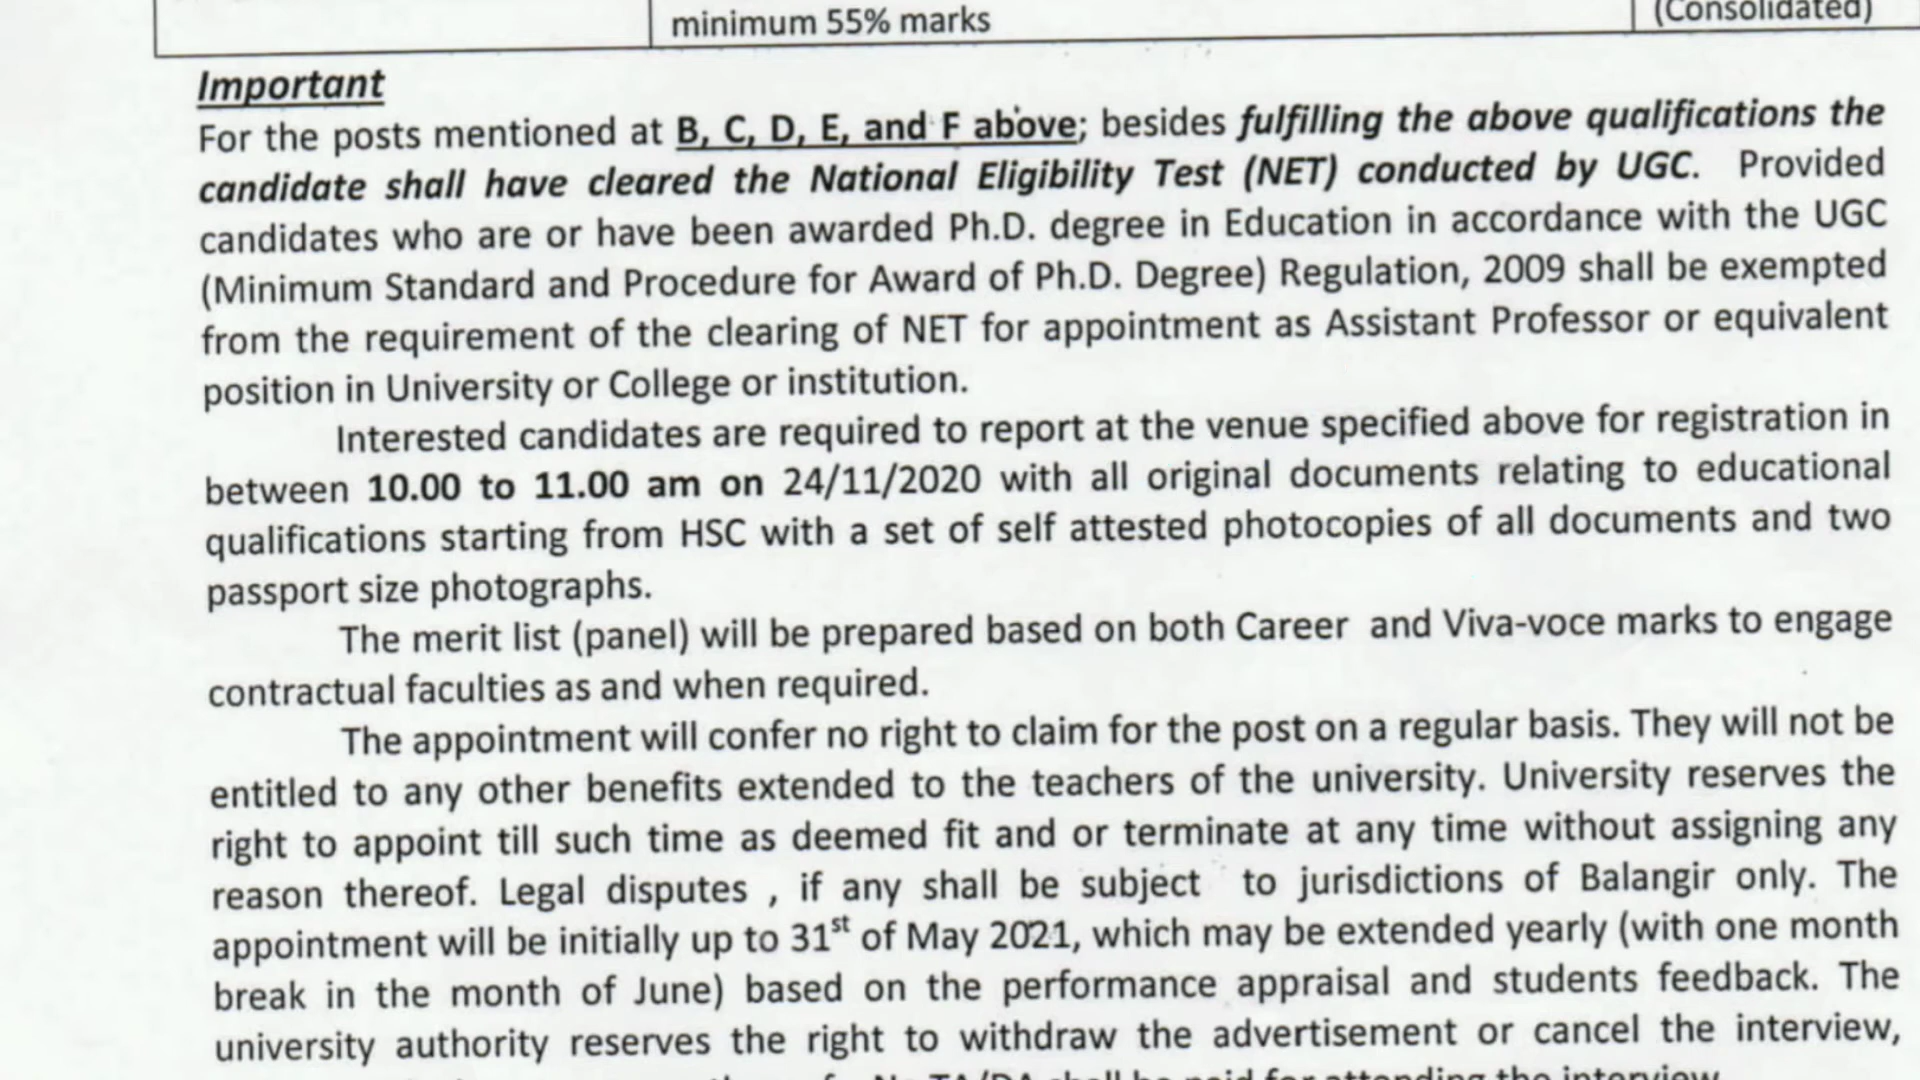 minimum 55% marks
(Consolidated)
Important
For the posts mentioned at B, C, D, E, and F above; besides fulfilling the above qualifications the
candidate shall have cleared the National Eligibility Test (NET) conducted by UGC. Provided
candidates who are or have been awarded Ph.D. degree in Education in accordance with the UGC
(Minimum Standard and Procedure for Award of Ph.D. Degree) Regulation, 2009 shall be exempted
from the requirement of the clearing of NET for appointment as Assistant Professor or equivalent
position in University or College or institution.
Interested candidates are required to report at the venue specified above for registration in
between 10.00 to 11.00 am on 24/11/2020 with all original documents relating to educational
qualifications starting from HSC with a set of self attested photocopies of all documents and two
passport size photographs.
The merit list (panel) will be prepared based on both Career and Viva-voce marks to engage
contractual faculties as and when required.
The appointment will confer no right to claim for the post on a regular basis. They will not be
entitled to any other benefits extended to the teachers of the university. University reserves the
right to appoint till such time as deemed fit and or terminate at any time without assigning any
reason thereof. Legal disputes , if any shall be subject to jurisdictions of Balangir only. The
appointment will be initially up to 31st of May 2021, which may be extended yearly (with one month
break in the month of June) based on the performance appraisal and students feedback. The
university authority reserves the right to withdraw the advertisement or cancel the interview,
No TA/DA shall be paid for attending the interview